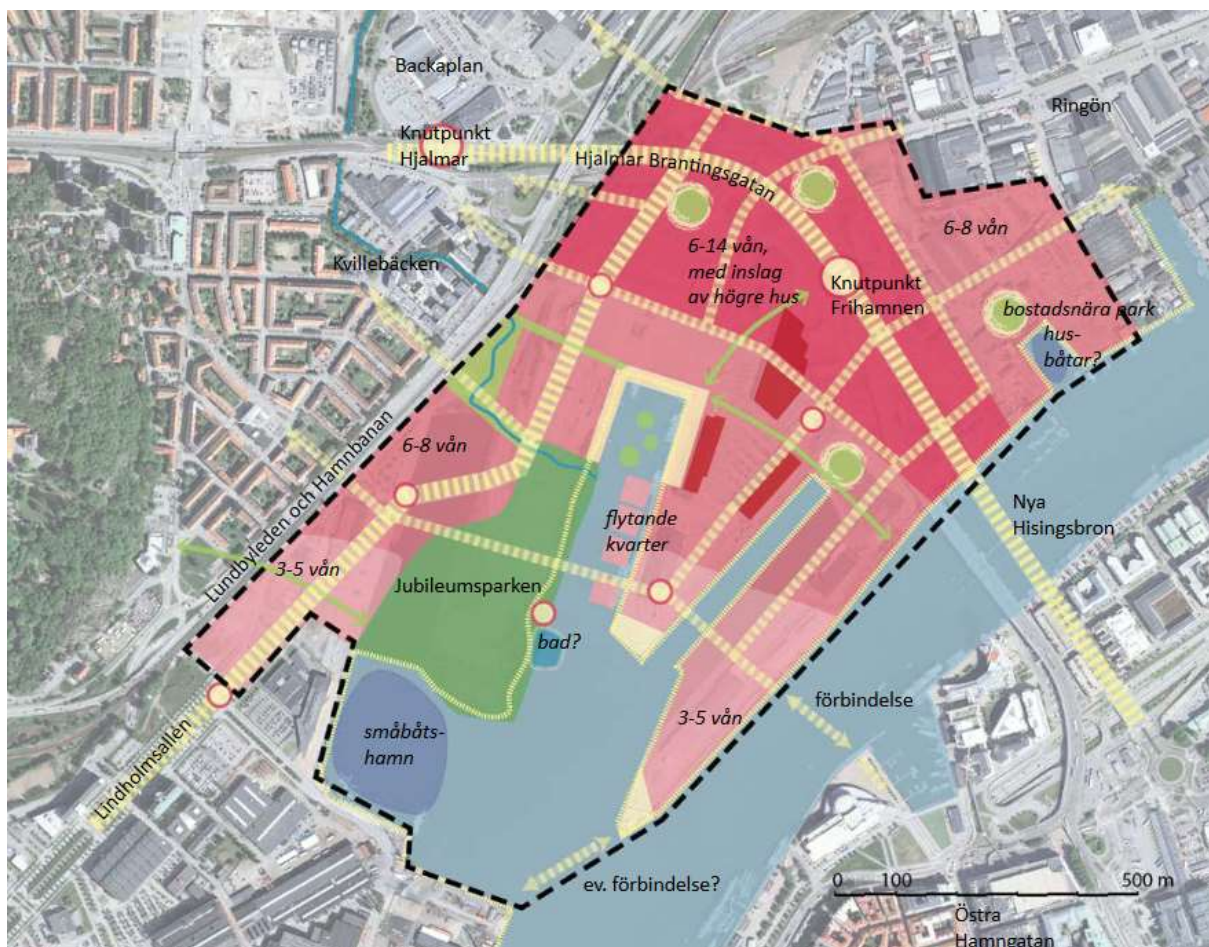 Backaplan
Ringön
Knutpunkt
Hjalmar
Hjalmar Brantingsgatan
6-8 vån
6-14 vån,
med inslag
av högre hus
Kvillebäcken
Knutpunkt
Frihamnen
bostadsnära park
hus-
båtar?
Lundbyleden och Hamnbanan
6-8 vån
Nya
Hisingsbron
flytande
kvarter
3-5 vån
Jubileumsparken
bad?
förbindelse
3-5 vån
småbåts-
hamn
Lindholmsallén
ev. förbindelse?
0 100 500 m
Östra
Hamngatan